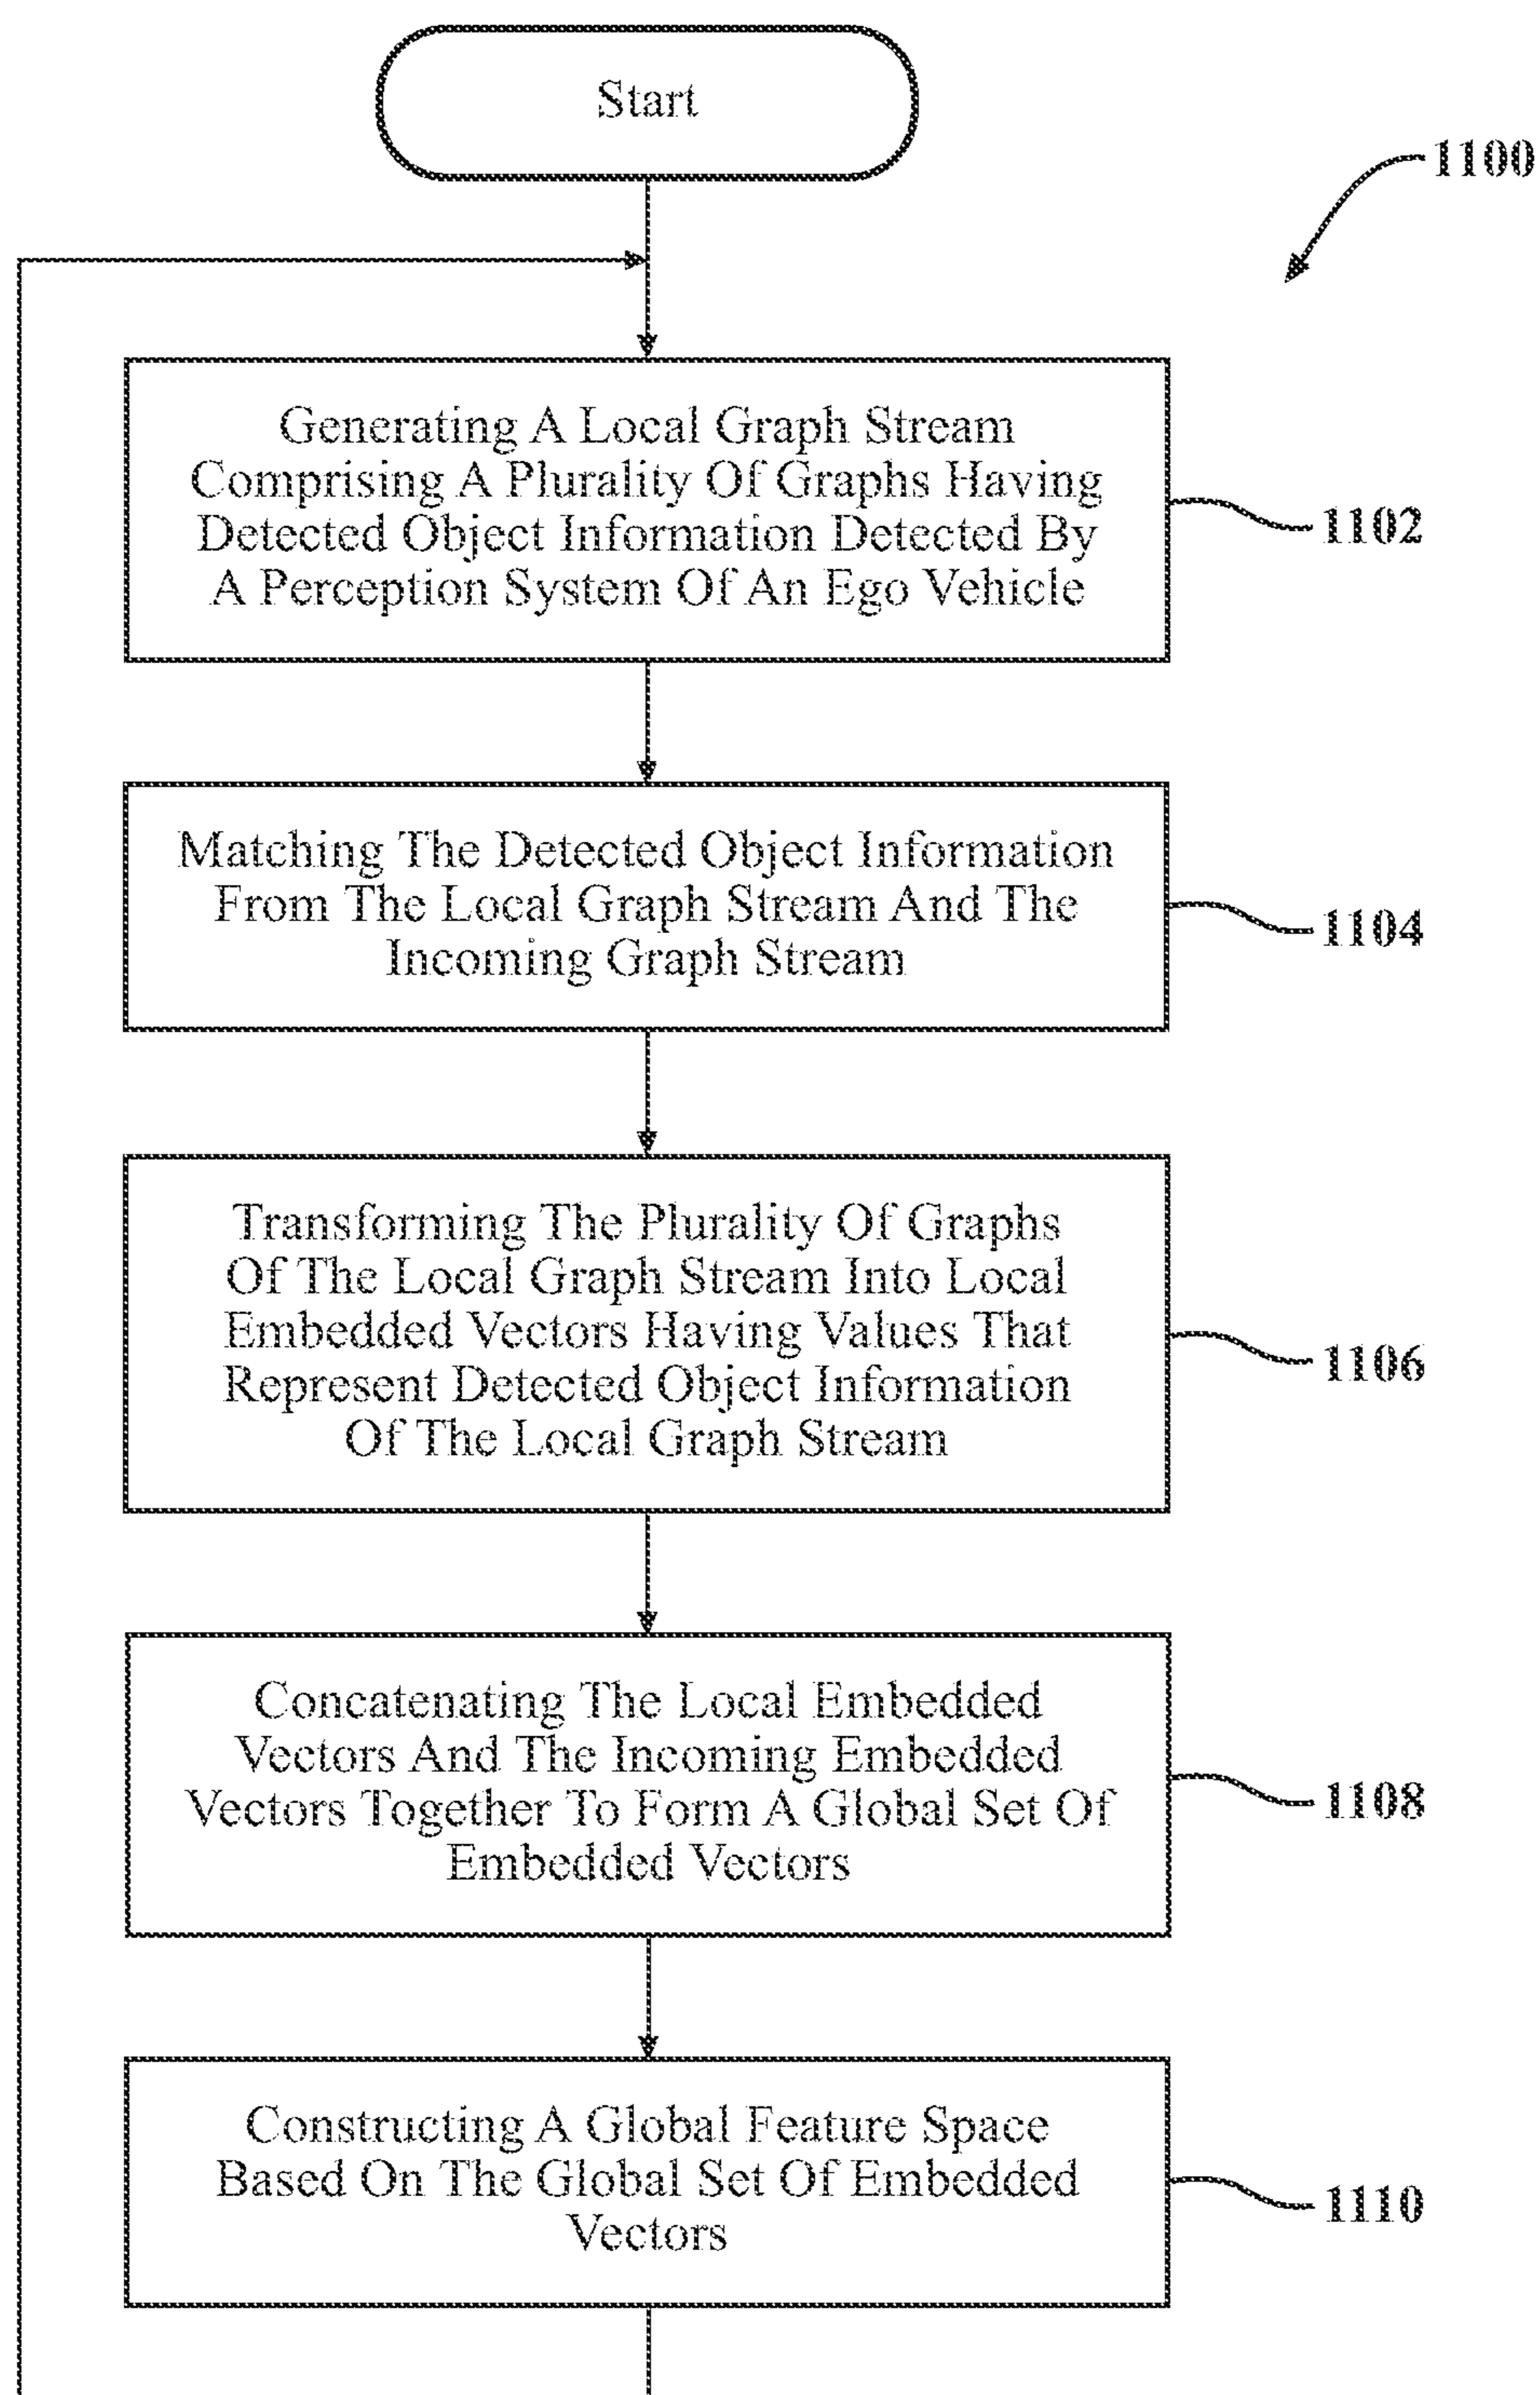 Start
1100
Generating A Local Graph Stream
Comprising A Plurality Of Graphs Having
Detected Object Information Detected By
A Perception System Of An Ego Vehicle
1102
Matching The Detected Object Information
From The Local Graph Stream And The
Incoming Graph Stream
1104
Transforming The Plurality Of Graphs
Of The Local Graph Stream Into Local
Embedded Vectors Having Values That
Represent Detected Object Information
Of The Local Graph Stream
1106
Concatenating The Local Embedded
Vectors And The Incoming Embedded
Vectors Together To Form A Global Set Of
Embedded Vectors
1108
Constructing A Global Feature Space
Based On The Global Set Of Embedded
Vectors
1110